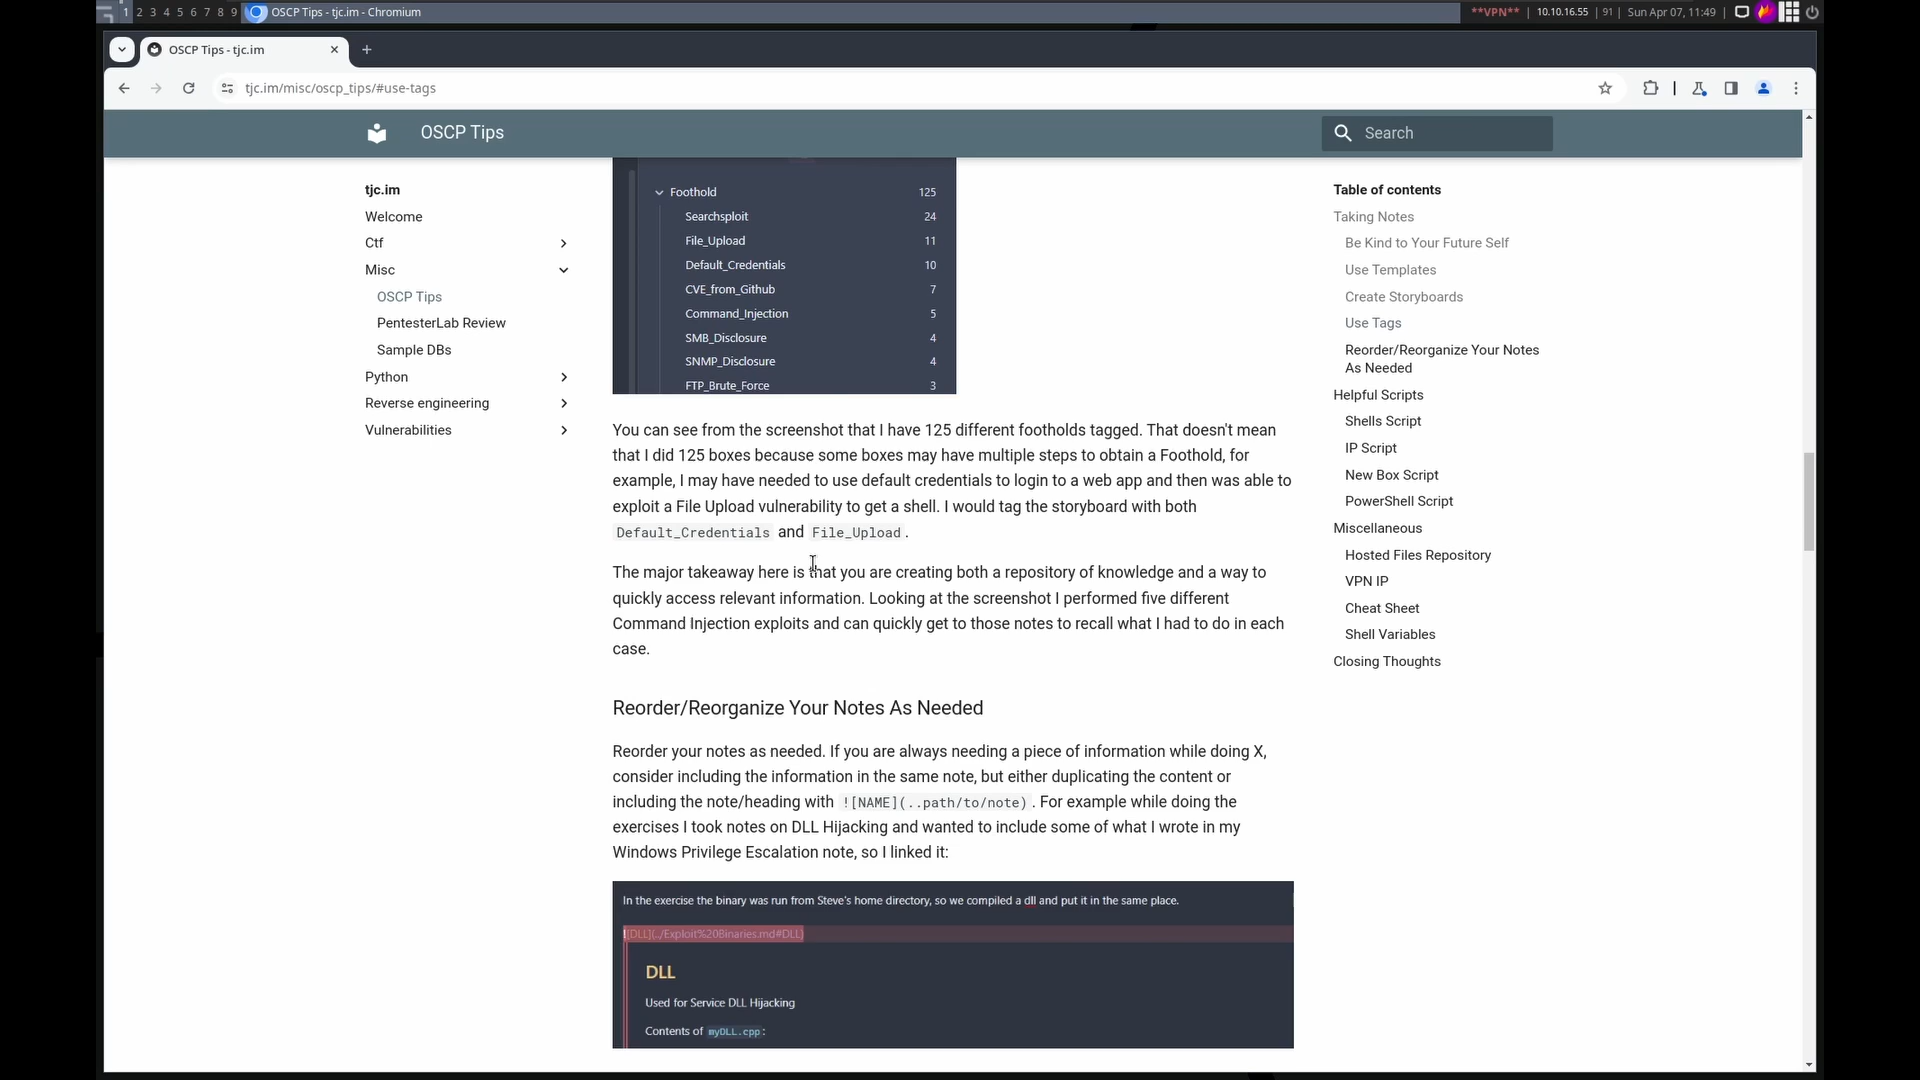 1 2 3 4 5 6 7 8 9 OSCP Tips - tjc.im - Chromium
**VPN** | 10.10.16.55 | 91 | Sun Apr 07, 11:49 |
OSCP Tips - tjc.im
tjc.im/misc/oscp_tips/#use-tags
OSCP Tips
Search
tjc.im
Welcome
Ctf
Misc
OSCP Tips
PentesterLab Review
Sample DBs
Python
Reverse engineering
Vulnerabilities
Foothold 125
Searchsploit 24
File_Upload 11
Default_Credentials 10
CVE_from_Github 7
Command_Injection 5
SMB_Disclosure 4
SNMP_Disclosure 4
FTP_Brute_Force 3
You can see from the screenshot that I have 125 different footholds tagged. That doesn't mean
that I did 125 boxes because some boxes may have multiple steps to obtain a Foothold, for
example, I may have needed to use default credentials to login to a web app and then was able to
exploit a File Upload vulnerability to get a shell. I would tag the storyboard with both
Default_Credentials and File_Upload.
The major takeaway here is that you are creating both a repository of knowledge and a way to
quickly access relevant information. Looking at the screenshot I performed five different
Command Injection exploits and can quickly get to those notes to recall what I had to do in each
case.
Reorder/Reorganize Your Notes As Needed
Reorder your notes as needed. If you are always needing a piece of information while doing X,
consider including the information in the same note, but either duplicating the content or
including the note/heading with ![NAME](..path/to/note). For example while doing the
exercises I took notes on DLL Hijacking and wanted to include some of what I wrote in my
Windows Privilege Escalation note, so I linked it:
In the exercise the binary was run from Steve's home directory, so we compiled a dll and put it in the same place.
![DLL](../Exploit%20Binaries.md#DLL)
DLL
Used for Service DLL Hijacking
Contents of myDLL.cpp:
Table of contents
Taking Notes
Be Kind to Your Future Self
Use Templates
Create Storyboards
Use Tags
Reorder/Reorganize Your Notes
As Needed
Helpful Scripts
Shells Script
IP Script
New Box Script
PowerShell Script
Miscellaneous
Hosted Files Repository
VPN IP
Cheat Sheet
Shell Variables
Closing Thoughts